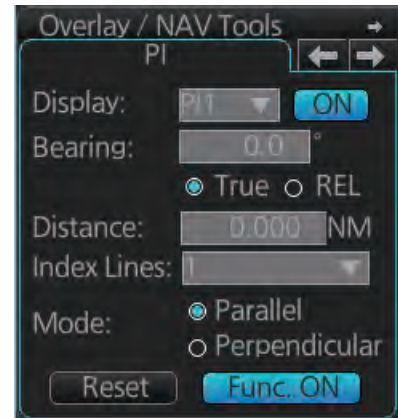 Overlay / NAV Tools
PI
Display: PI1 ON
Bearing: 0.0 °
True REL
Distance: 0.000 NM
Index Lines: 1
Mode: Parallel
Perpendicular
Reset Func. ON